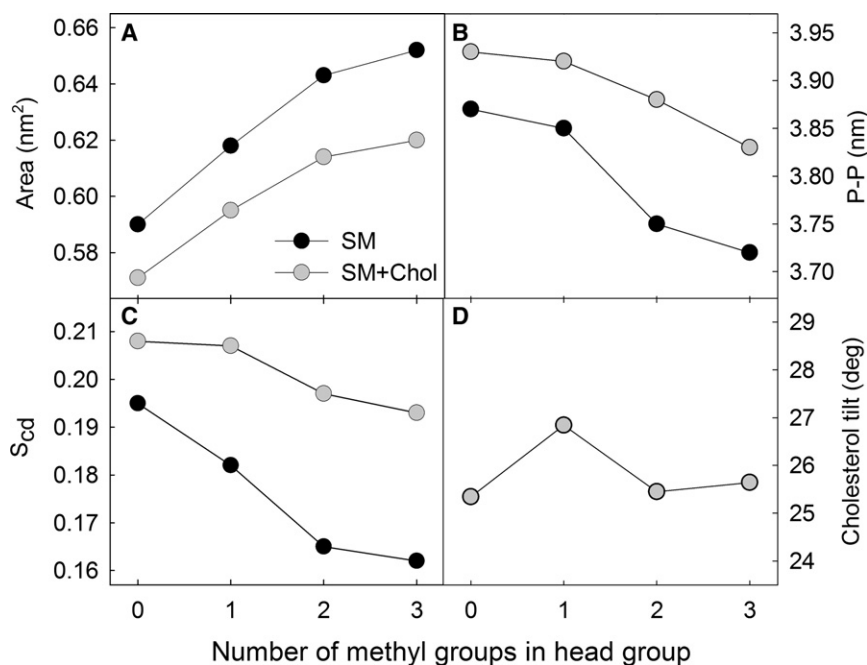 A
B
0.66
0.64
0.62
0.60
0.58
Area (nm²)
SM
SM+Chol
3.95
3.90
3.85
3.80
3.75
3.70
P-P (nm)
C
D
0.21
0.20
0.19
0.18
0.17
0.16
Scd
29
28
27
26
25
24
Cholesterol tilt (deg)
0 1 2 3
0 1 2 3
Number of methyl groups in head group